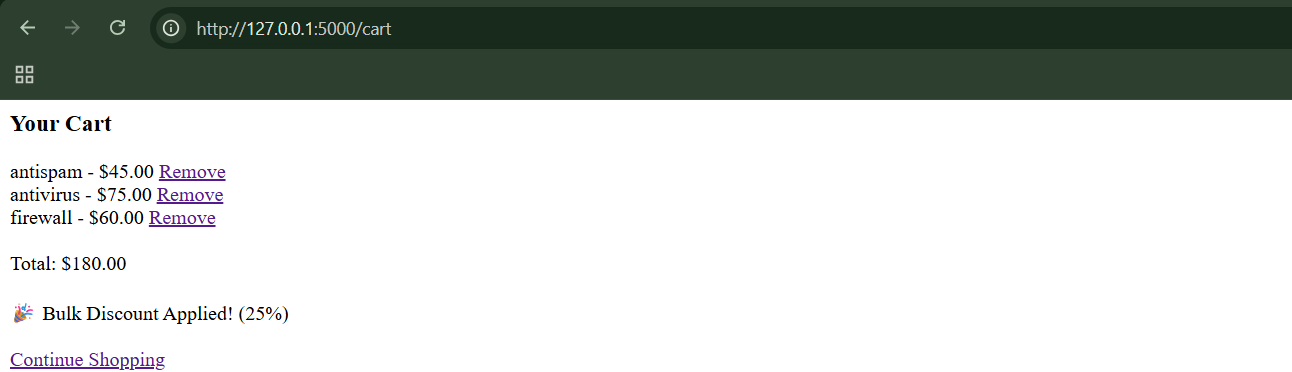 http://127.0.0.1:5000/cart
Your Cart
antispam - $45.00 Remove
antivirus - $75.00 Remove
firewall - $60.00 Remove
Total: $180.00
🎉 Bulk Discount Applied! (25%)
Continue Shopping